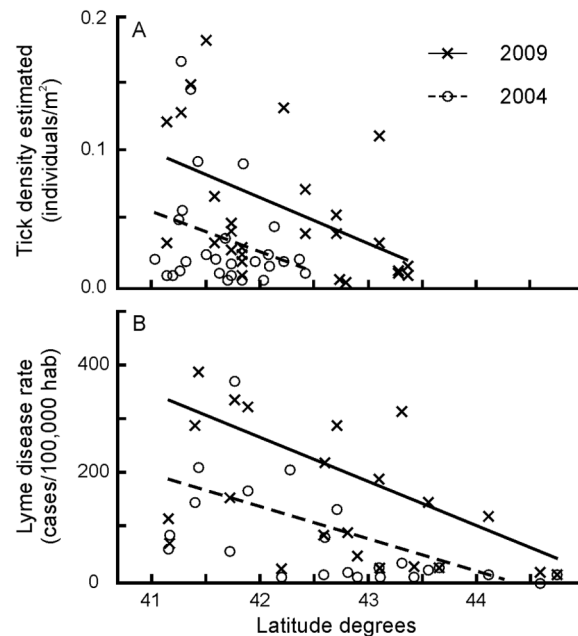 A
0.2
0.1
0.0
Tick density estimated
(individuals/m²)
2009
2004
B
400
200
0
Lyme disease rate
(cases/100,000 hab)
41
42
43
44
Latitude degrees